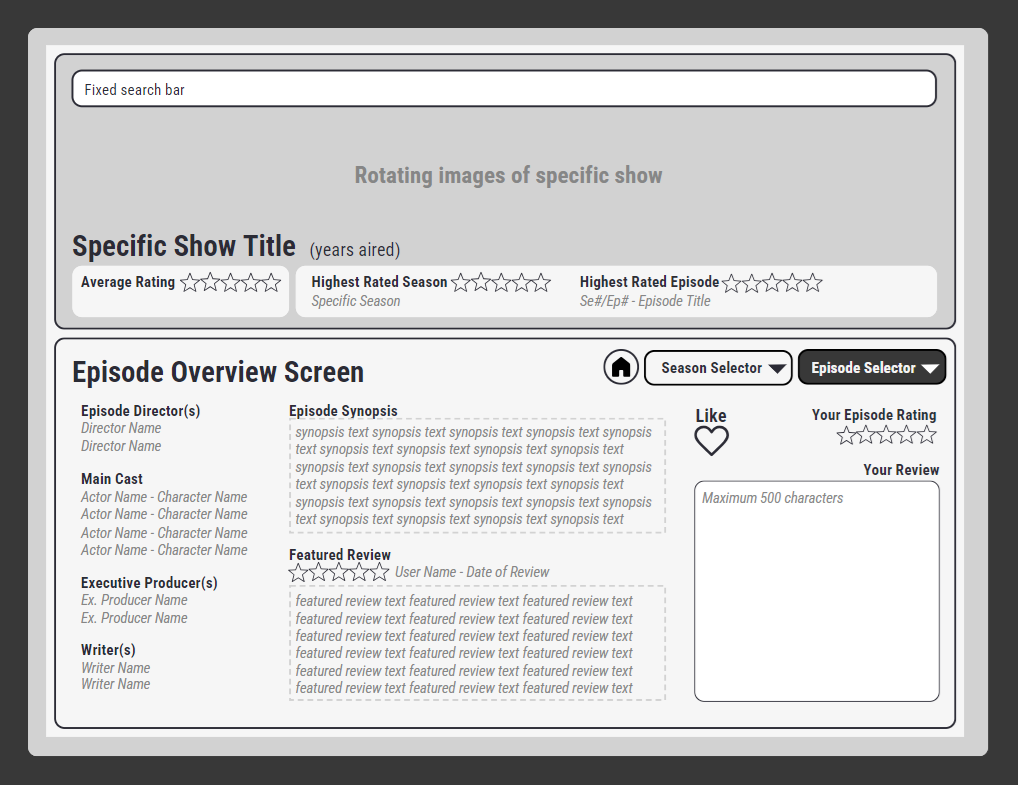 Fixed search bar
Rotating images of specific show
Specific Show Title (years aired)
Average Rating
Highest Rated Season
Specific Season
Highest Rated Episode
Se#/Ep# - Episode Title
Episode Overview Screen
Season Selector
Episode Selector
Episode Director(s)
Director Name
Director Name
Main Cast
Actor Name - Character Name
Actor Name - Character Name
Actor Name - Character Name
Actor Name - Character Name
Executive Producer(s)
Ex. Producer Name
Ex. Producer Name
Writer(s)
Writer Name
Writer Name
Episode Synopsis
synopsis text synopsis text synopsis text synopsis text synopsis
text synopsis text synopsis text synopsis text synopsis text
synopsis text synopsis text synopsis text synopsis text synopsis
text synopsis text synopsis text synopsis text synopsis text
synopsis text synopsis text synopsis text synopsis text synopsis
text synopsis text synopsis text synopsis text synopsis text
Featured Review
User Name - Date of Review
featured review text featured review text featured review text
featured review text featured review text featured review text
featured review text featured review text featured review text
featured review text featured review text featured review text
featured review text featured review text featured review text
featured review text featured review text featured review text
Like
Your Episode Rating
Your Review
Maximum 500 characters